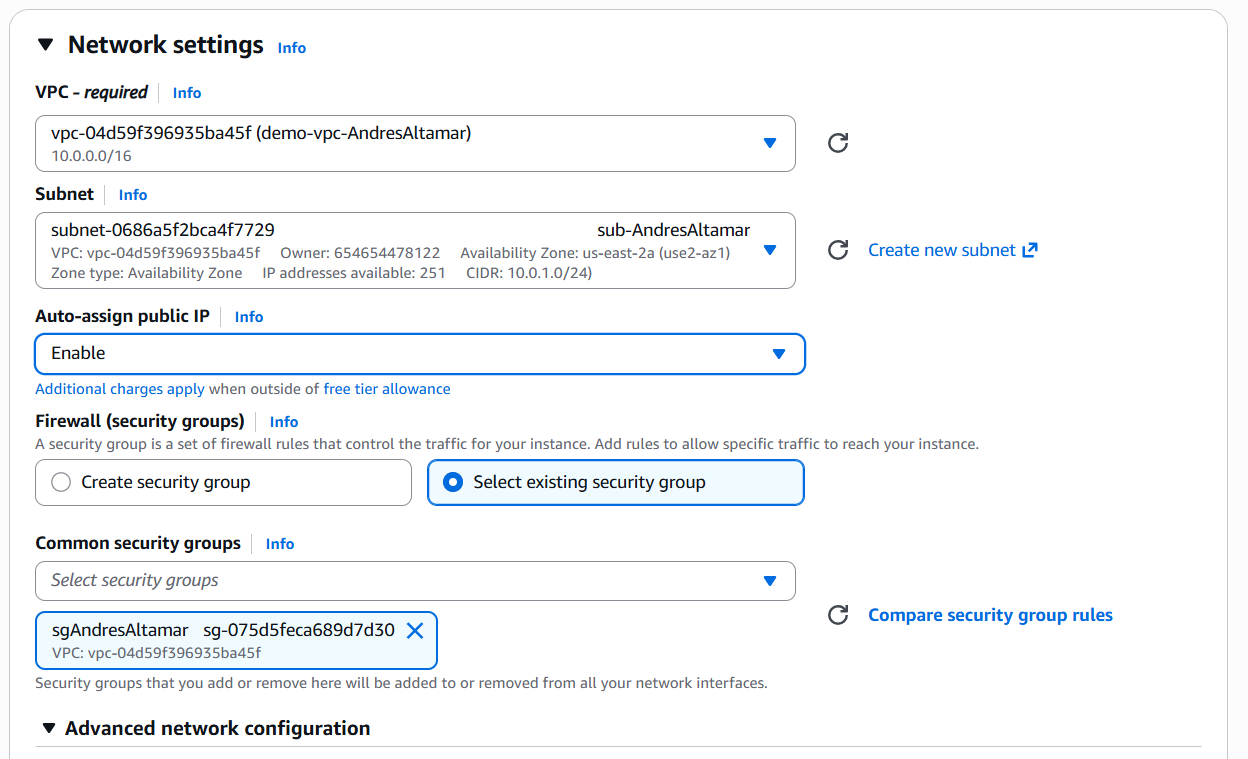 Network settings Info
VPC - required Info
vpc-04d59f396935ba45f (demo-vpc-AndresAltamar)
10.0.0.0/16
Subnet Info
subnet-0686a5f2bca4f7729 sub-AndresAltamar
VPC: vpc-04d59f396935ba45f Owner: 654654478122 Availability Zone: us-east-2a (use2-az1)
Zone type: Availability Zone IP addresses available: 251 CIDR: 10.0.1.0/24)
Create new subnet
Auto-assign public IP Info
Enable
Additional charges apply when outside of free tier allowance
Firewall (security groups) Info
A security group is a set of firewall rules that control the traffic for your instance. Add rules to allow specific traffic to reach your instance.
Create security group Select existing security group
Common security groups Info
Select security groups
sgAndresAltamar sg-075d5feca689d7d30
VPC: vpc-04d59f396935ba45f
Compare security group rules
Security groups that you add or remove here will be added to or removed from all your network interfaces.
Advanced network configuration